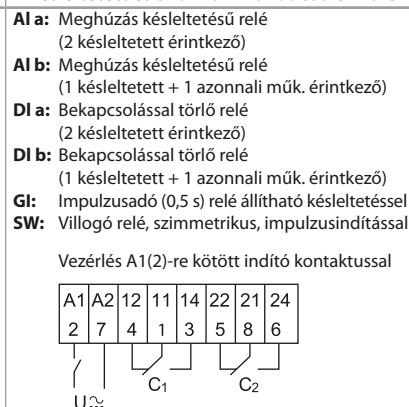 AI a: Meghúzás késleltetésű relé
(2 késleltetett érintkező)
AI b: Meghúzás késleltetésű relé
(1 késleltetett + 1 azonnali műk. érintkező)
DI a: Bekapcsolással törlő relé
(2 késleltetett érintkező)
DI b: Bekapcsolással törlő relé
(1 késleltetett + 1 azonnali műk. érintkező)
GI: Impulzusadó (0,5 s) relé állítható késleltetéssel
SW: Villogó relé, szimmetrikus, impulzusindítással
Vezérlés A1(2)-re kötött indító kontaktussal
A1 A2 12 11 14 22 21 24
2 7 4 1 3 5 8 6
C1 C2
U